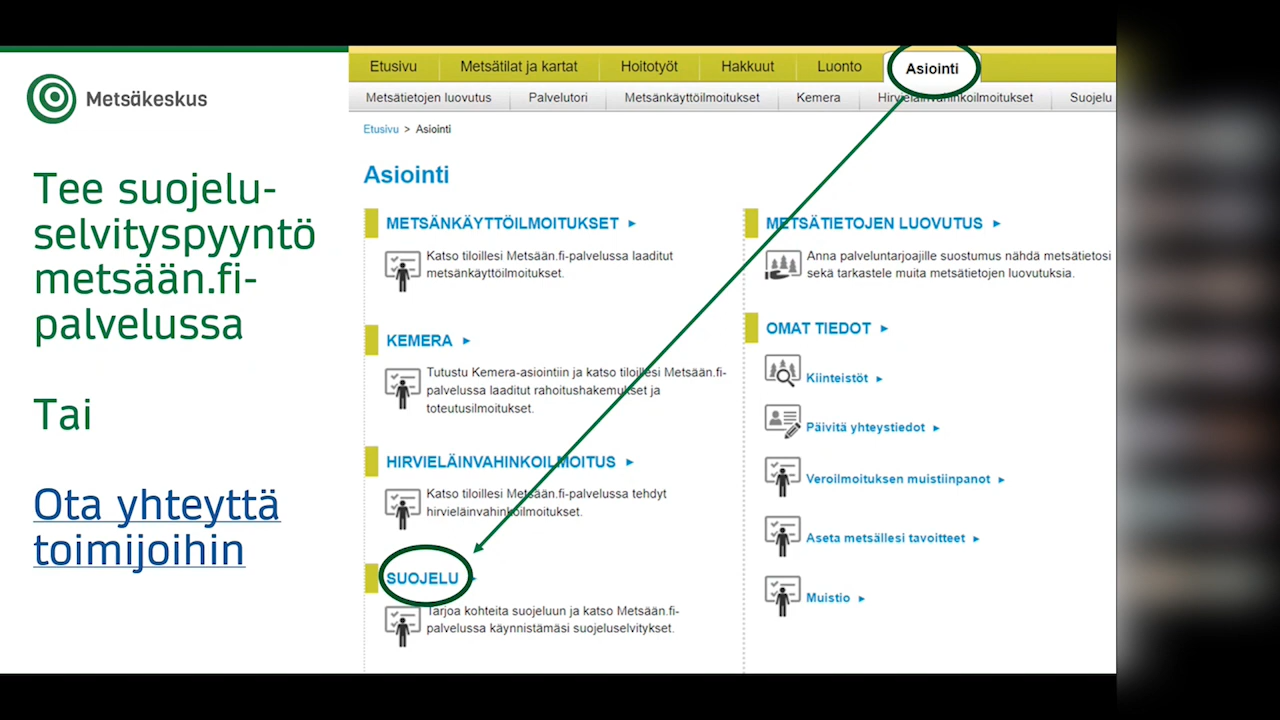 Metsäkeskus
Tee suojelu-
selvityspyyntö
metsään.fi-
palvelussa
Tai
Ota yhteyttä
toimijoihin
Etusivu Metsätilat ja kartat Hoitotyöt Hakkuut Luonto Asiointi
Metsätietojen luovutus Palvelutori Metsänkäyttöilmoitukset Kemera Hirvieläinvahinkoilmoitukset Suojelu
Etusivu > Asiointi
Asiointi
METSÄNKÄYTTÖILMOITUKSET ►
Katso tiloillesi Metsään.fi-palvelussa laaditut
metsänkäyttöilmoitukset.
KEMERA ►
Tutustu Kemera-asiointiin ja katso tiloillesi Metsään.fi-
palvelussa laaditut rahoitushakemukset ja
toteutusilmoitukset.
HIRVIELÄINVAHINKOILMOITUS ►
Katso tiloillesi Metsään.fi-palvelussa tehdyt
hirvieläinvahinkoilmoitukset.
SUOJELU
Tarjoa kohteita suojeluun ja katso Metsään.fi-
palvelussa käynnistämäsi suojeluselvitykset.
METSÄTIETOJEN LUOVUTUS ►
Anna palveluntarjoajille suostumus nähdä metsätietosi
sekä tarkastele muita metsätietojen luovutuksia.
OMAT TIEDOT ►
Kiinteistöt ►
Päivitä yhteystiedot ►
Veroilmoituksen muistiinpanot ►
Aseta metsällesi tavoitteet ►
Muistio ►